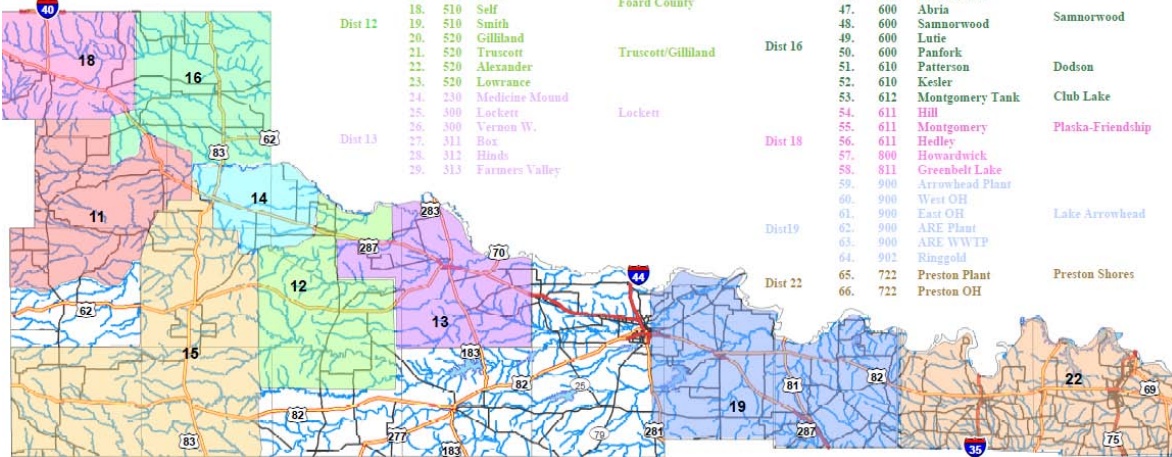 Foard County
Dist 12
18. 510 Self
19. 510 Smith
20. 520 Gilliland
21. 520 Truscott Truscott/Gilliland
22. 520 Alexander
23. 520 Lowrance
24. 230 Medicine Mound
25. 300 Lockett Lockett
26. 300 Vernon W.
Dist 13
27. 311 Box
28. 312 Hinds
29. 313 Farmers Valley
47. 600 Abria
48. 600 Samnorwood Samnorwood
49. 600 Lutie
Dist 16
50. 600 Panfork
51. 610 Patterson Dodson
52. 610 Kesler
53. 612 Montgomery Tank Club Lake
54. 611 Hill
55. 611 Montgomery Plaska-Friendship
Dist 18
56. 611 Hedley
57. 800 Howardwick
58. 811 Greenbelt Lake
59. 900 Arrowhead Plant
60. 900 West OH
61. 900 East OH Lake Arrowhead
Dist19
62. 900 ARE Plant
63. 900 ARE WWTP
64. 902 Ringgold
Dist 22
65. 722 Preston Plant Preston Shores
66. 722 Preston OH
40
18
16
62
83
14
11
283
287
70
44
12
62
13
15
183
82
81
82
22
25
19
69
82
83
277
183
79
281
287
35
75